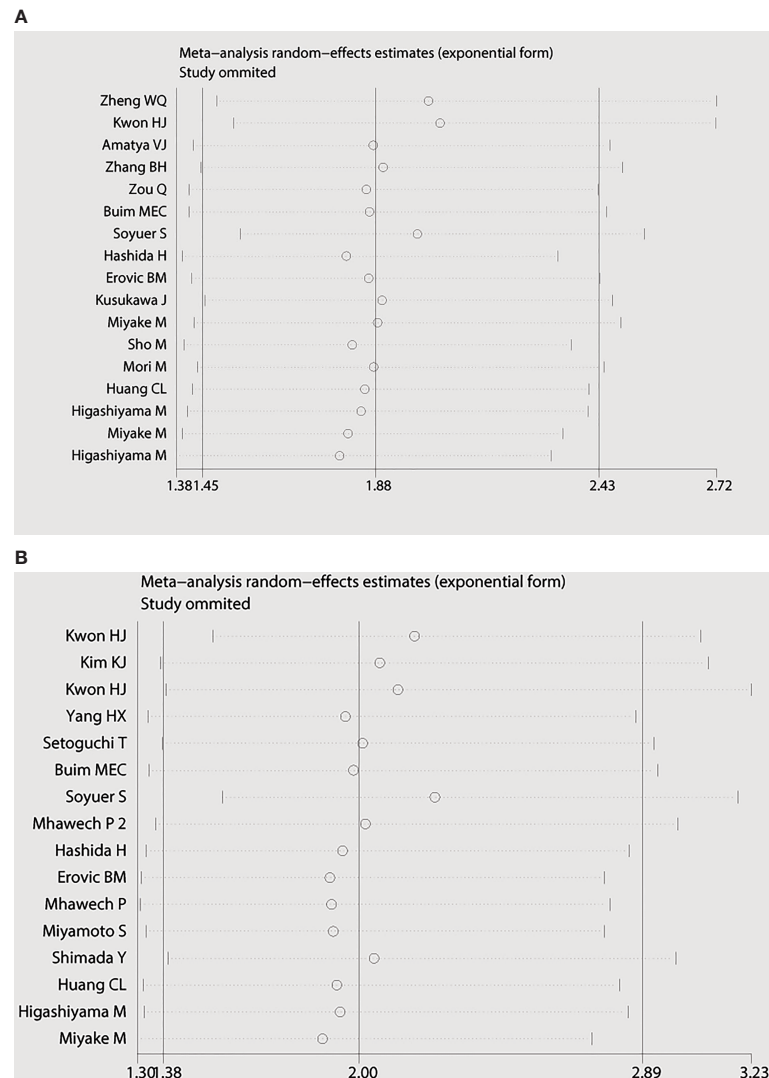 A
Meta−analysis random−effects estimates (exponential form)
Study ommited
Zheng WQ
Kwon HJ
Amatya VJ
Zhang BH
Zou Q
Buim MEC
Soyuer S
Hashida H
Erovic BM
Kusukawa J
Miyake M
Sho M
Mori M
Huang CL
Higashiyama M
Miyake M
Higashiyama M
1.38 1.45 1.88 2.43 2.72
B
Meta−analysis random−effects estimates (exponential form)
Study ommited
Kwon HJ
Kim KJ
Kwon HJ
Yang HX
Setoguchi T
Buim MEC
Soyuer S
Mhawech P 2
Hashida H
Erovic BM
Mhawech P
Miyamoto S
Shimada Y
Huang CL
Higashiyama M
Miyake M
1.30 1.38 2.00 2.89 3.23